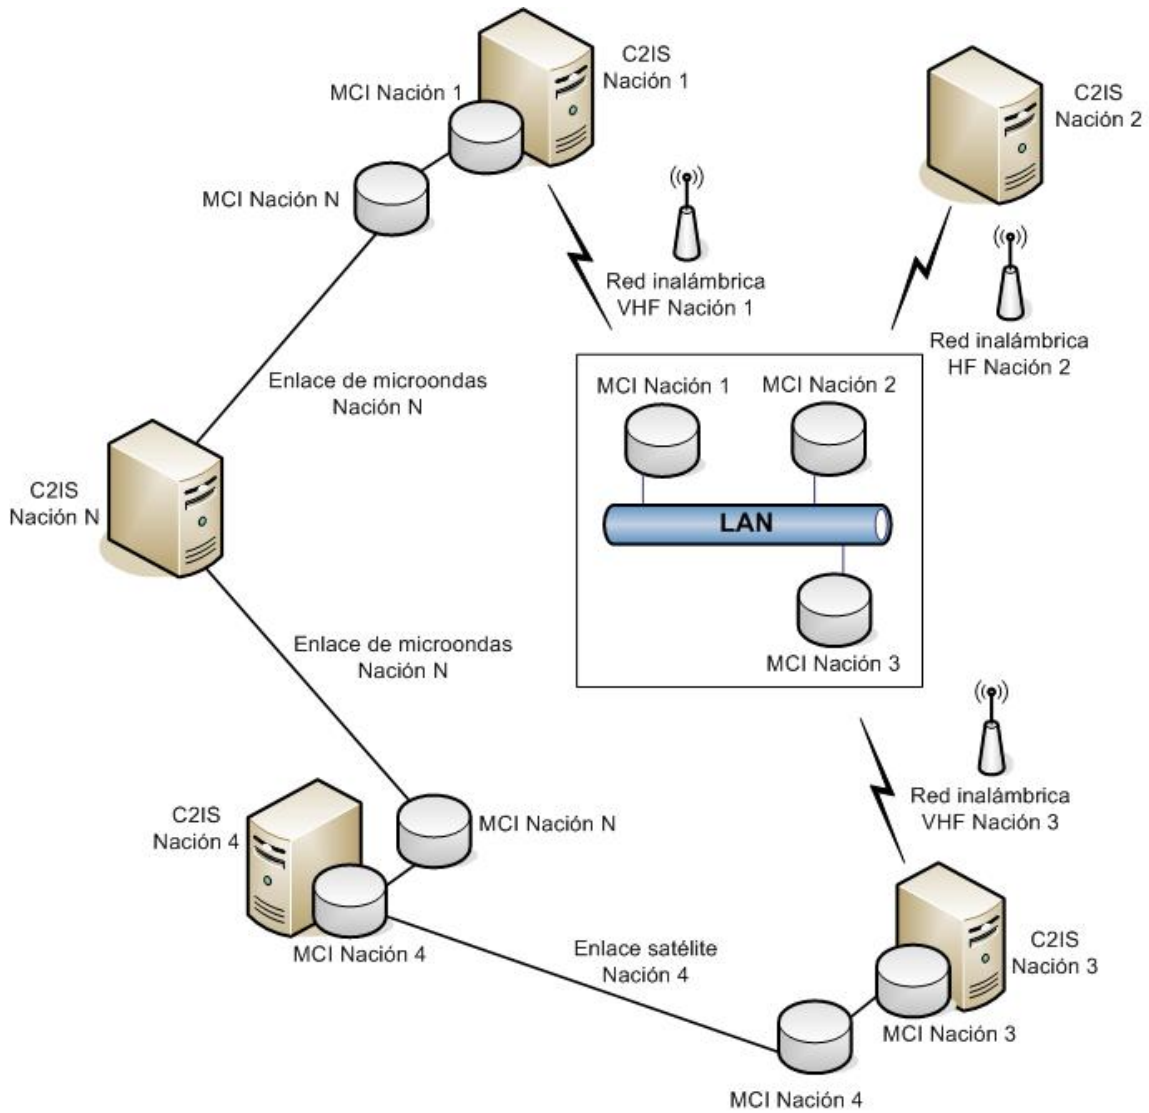 C2IS
Nación 1
MCI Nación 1
MCI Nación N
C2IS
Nación 2
Red inalámbrica
VHF Nación 1
Red inalámbrica
HF Nación 2
Enlace de microondas
Nación N
MCI Nación 1
MCI Nación 2
LAN
MCI Nación 3
C2IS
Nación N
Enlace de microondas
Nación N
Red inalámbrica
VHF Nación 3
C2IS
Nación 4
MCI Nación N
MCI Nación 4
Enlace satélite
Nación 4
C2IS
Nación 3
MCI Nación 3
MCI Nación 4